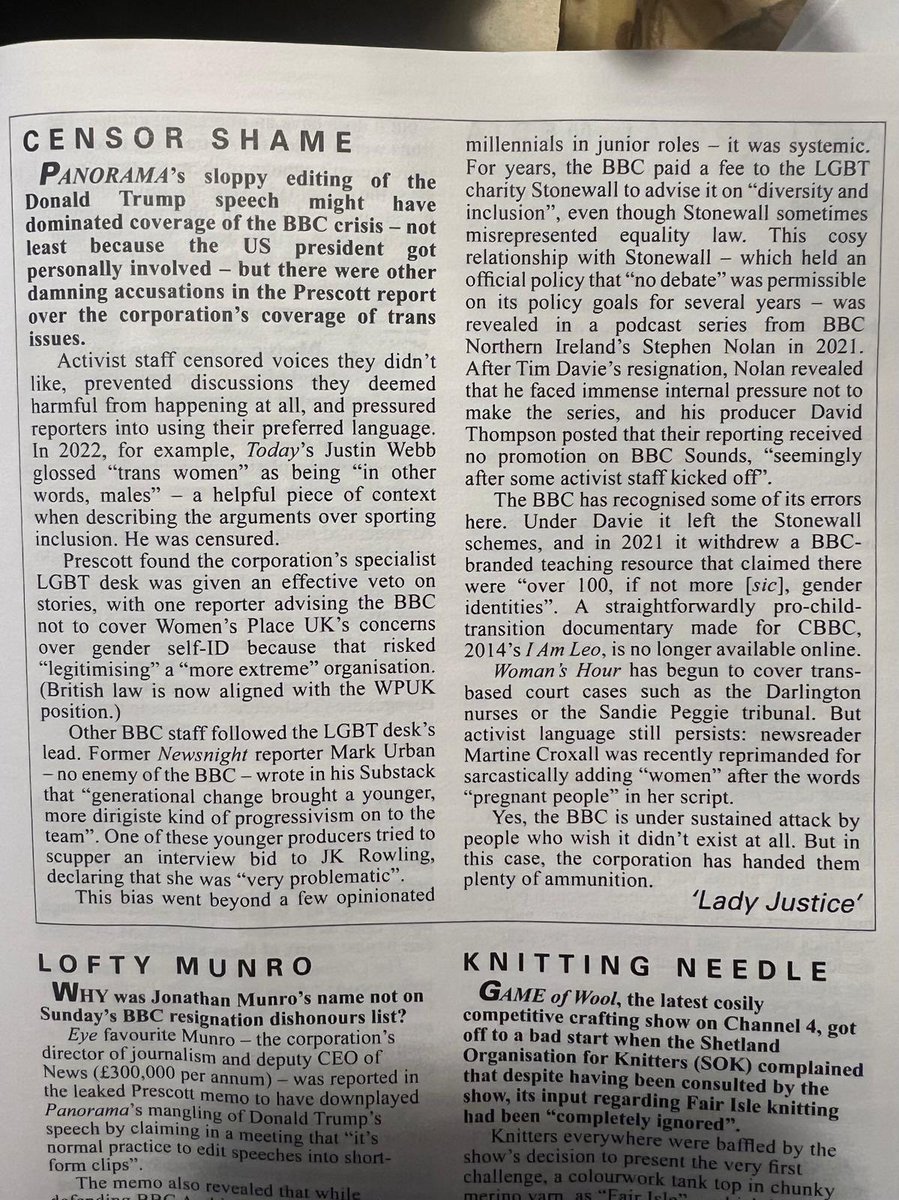 CENSOR SHAME
PANORAMA's sloppy editing of the
Donald Trump speech might have
dominated coverage of the BBC crisis – not
least because the US president got
personally involved – but there were other
damning accusations in the Prescott report
over the corporation's coverage of trans
issues.
Activist staff censored voices they didn't
like, prevented discussions they deemed
harmful from happening at all, and pressured
reporters into using their preferred language.
In 2022, for example, Today's Justin Webb
glossed “trans women” as being “in other
words, males” – a helpful piece of context
when describing the arguments over sporting
inclusion. He was censured.
Prescott found the corporation's specialist
LGBT desk was given an effective veto on
stories, with one reporter advising the BBC
not to cover Women's Place UK's concerns
over gender self-ID because that risked
“legitimising” a “more extreme” organisation.
(British law is now aligned with the WPUK
position.)
Other BBC staff followed the LGBT desk's
lead. Former Newsnight reporter Mark Urban
– no enemy of the BBC – wrote in his Substack
that “generational change brought a younger,
more dirigiste kind of progressivism on to the
team”. One of these younger producers tried to
scupper an interview bid to JK Rowling,
declaring that she was “very problematic”.
This bias went beyond a few opinionated
millennials in junior roles – it was systemic.
For years, the BBC paid a fee to the LGBT
charity Stonewall to advise it on “diversity and
inclusion”, even though Stonewall sometimes
misrepresented equality law. This cosy
relationship with Stonewall – which held an
official policy that “no debate” was permissible
on its policy goals for several years – was
revealed in a podcast series from BBC
Northern Ireland's Stephen Nolan in 2021.
After Tim Davie's resignation, Nolan revealed
that he faced immense internal pressure not to
make the series, and his producer David
Thompson posted that their reporting received
no promotion on BBC Sounds, “seemingly
after some activist staff kicked off”.
The BBC has recognised some of its errors
here. Under Davie it left the Stonewall
schemes, and in 2021 it withdrew a BBC-
branded teaching resource that claimed there
were “over 100, if not more [sic], gender
identities”. A straightforwardly pro-child-
transition documentary made for CBBC,
2014's I Am Leo, is no longer available online.
Woman's Hour has begun to cover trans-
based court cases such as the Darlington
nurses or the Sandie Peggie tribunal. But
activist language still persists: newsreader
Martine Croxall was recently reprimanded for
sarcastically adding “women” after the words
“pregnant people” in her script.
Yes, the BBC is under sustained attack by
people who wish it didn't exist at all. But in
this case, the corporation has handed them
plenty of ammunition.
‘Lady Justice’
LOFTY MUNRO
WHY was Jonathan Munro's name not on
Sunday's BBC resignation dishonours list?
Eye favourite Munro – the corporation's
director of journalism and deputy CEO of
News (£300,000 per annum) – was reported in
the leaked Prescott memo to have downplayed
Panorama's mangling of Donald Trump's
speech by claiming in a meeting that “it's
normal practice to edit speeches into short-
form clips”.
The memo also revealed that while
KNITTING NEEDLE
GAME of Wool, the latest cosily
competitive crafting show on Channel 4, got
off to a bad start when the Shetland
Organisation for Knitters (SOK) complained
that despite having been consulted by the
show, its input regarding Fair Isle knitting
had been “completely ignored”.
Knitters everywhere were baffled by the
show's decision to present the very first
challenge, a colourwork tank top in chunky
merino yarn, as “Fair Isle”